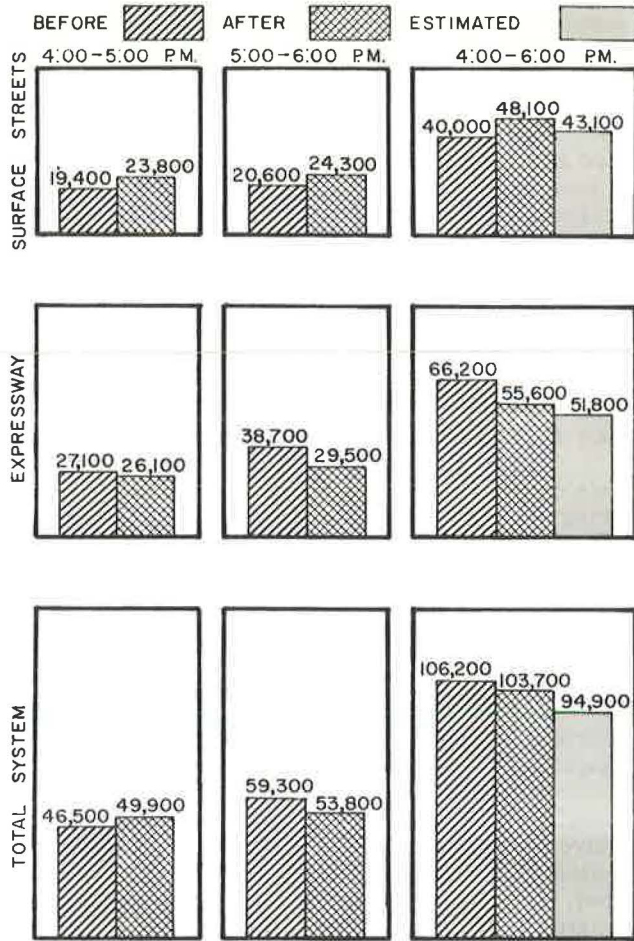 BEFORE AFTER ESTIMATED
4:00-5:00 P.M. 5:00-6:00 P.M. 4:00-6:00 P.M.
SURFACE STREETS
19,400 23,800 20,600 24,300 40,000 48,100 43,100
EXPRESSWAY
27,100 26,100 38,700 29,500 66,200 55,600 51,800
TOTAL SYSTEM
46,500 49,900 59,300 53,800 106,200 103,700 94,900